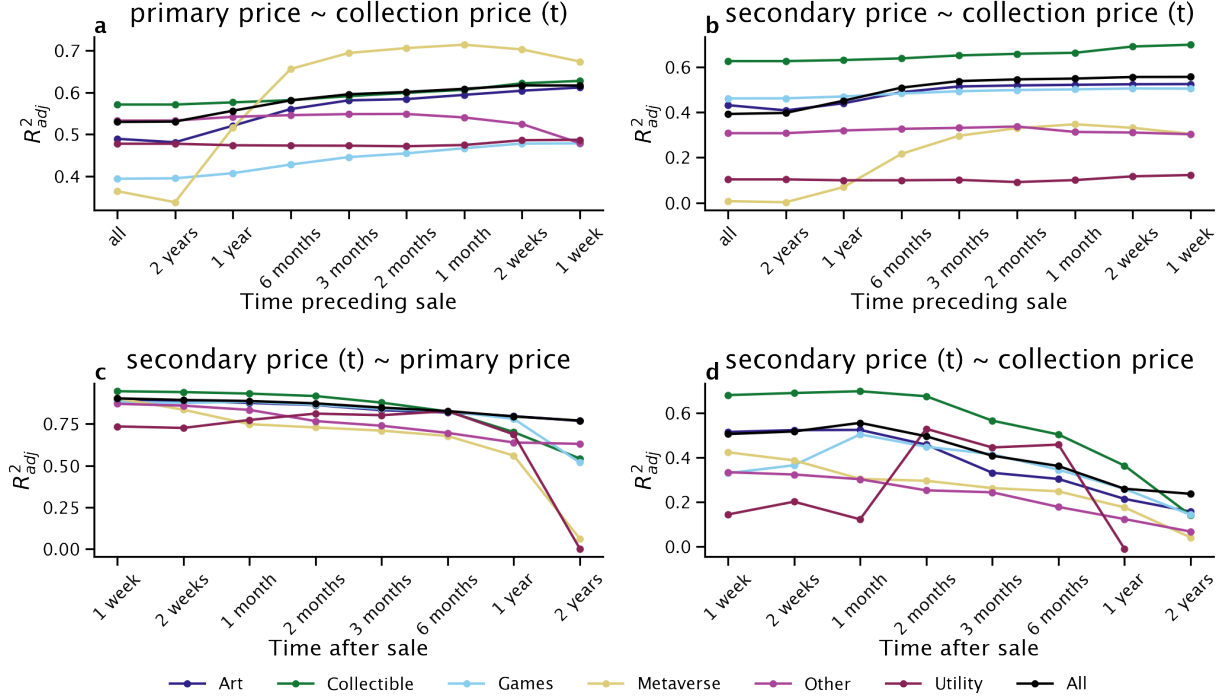 primary price ~ collection price (t)
secondary price ~ collection price (t)
a
b
0.7
0.6
0.5
0.4
R²adj
0.6
0.4
0.2
0.0
R²adj
all
2 years
1 year
6 months
3 months
2 months
1 month
2 weeks
1 week
all
2 years
1 year
6 months
3 months
2 months
1 month
2 weeks
1 week
Time preceding sale
Time preceding sale
secondary price (t) ~ primary price
secondary price (t) ~ collection price
c
d
0.75
0.50
0.25
0.00
R²adj
0.6
0.4
0.2
0.0
R²adj
1 week
2 weeks
1 month
2 months
3 months
6 months
1 year
2 years
1 week
2 weeks
1 month
2 months
3 months
6 months
1 year
2 years
Time after sale
Time after sale
Art Collectible Games Metaverse Other Utility All